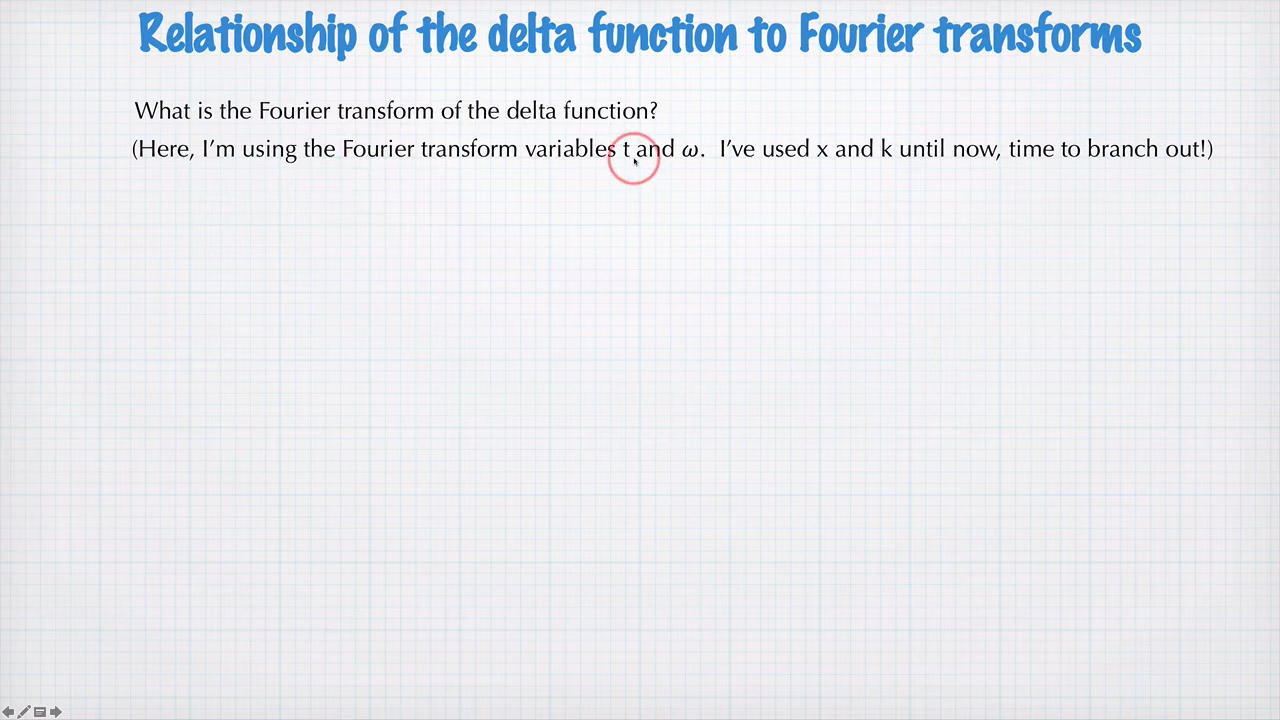 Relationship of the delta function to Fourier transforms
What is the Fourier transform of the delta function?
(Here, I’m using the Fourier transform variables t and ω.  I’ve used x and k until now, time to branch out!)